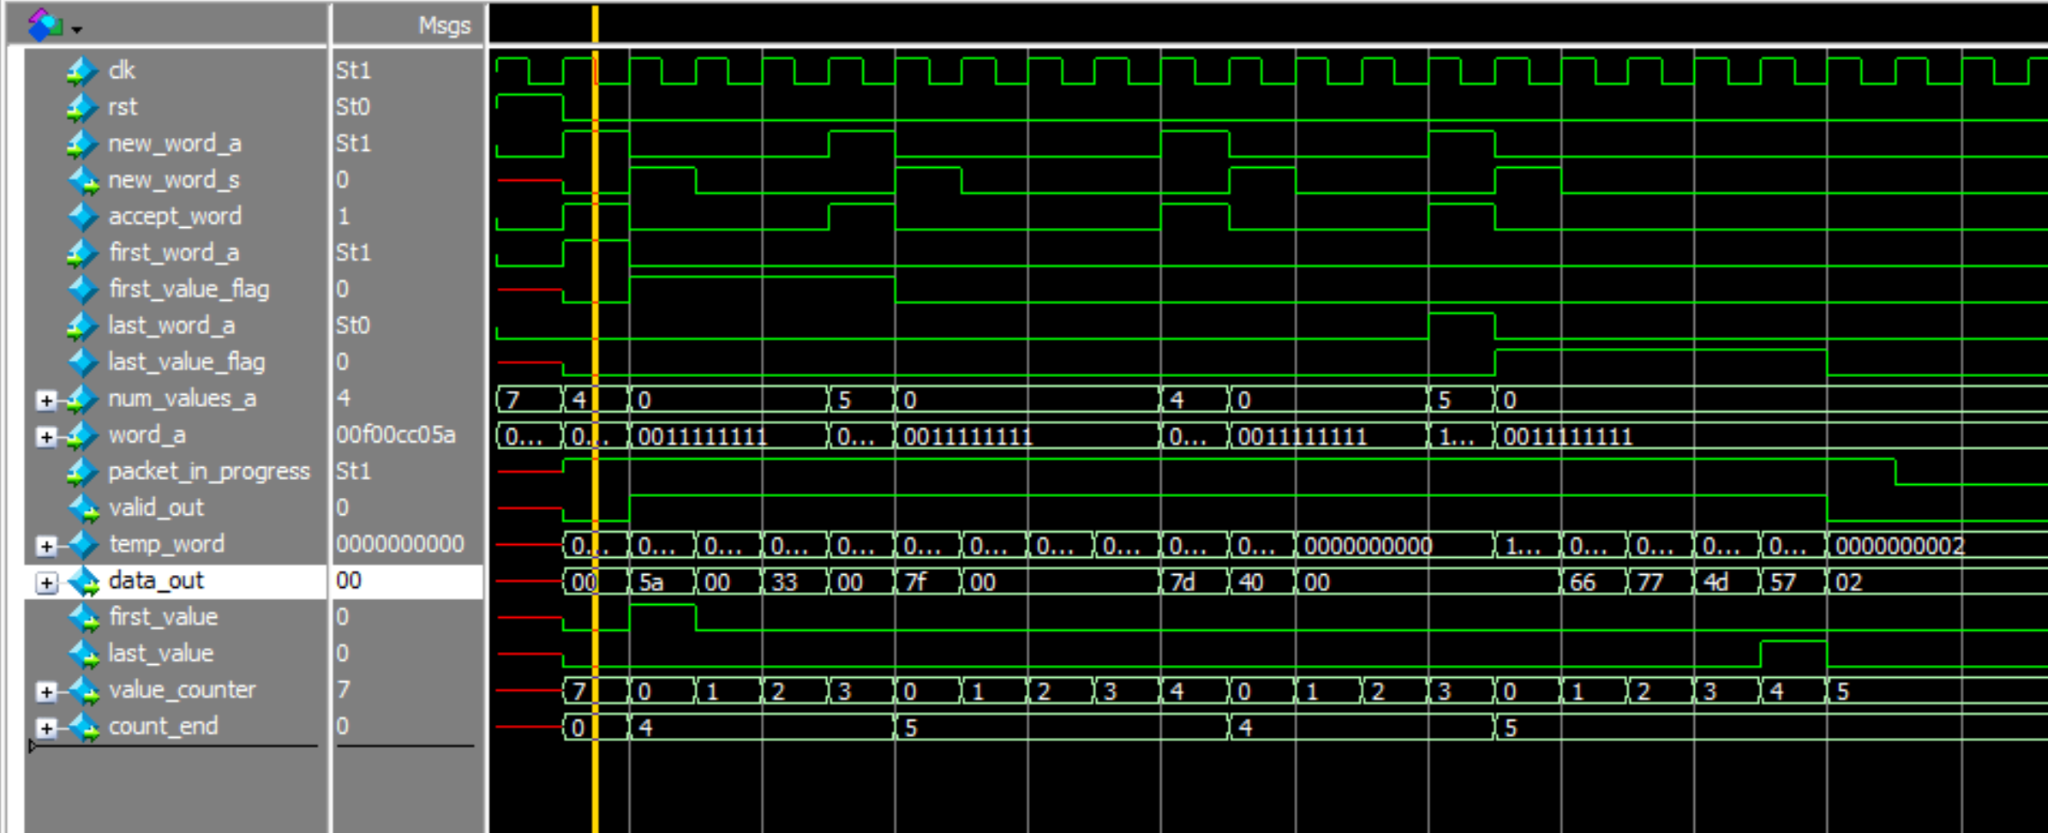 Msgs
clk St1
rst St0
new_word_a St1
new_word_s 0
accept_word 1
first_word_a St1
first_value_flag 0
last_word_a St0
last_value_flag 0
num_values_a 4 7 4 0 5 0 4 0 5 0
word_a 00f00cc05a 0... 0... 0011111111 0... 0011111111 0... 0011111111 1... 0011111111
packet_in_progress St1
valid_out 0
temp_word 0000000000 0... 0... 0... 0... 0... 0... 0... 0... 0... 0... 0... 0000000000 1... 0... 0... 0... 0... 0000000002
data_out 00 00 5a 00 33 00 7f 00 7d 40 00 66 77 4d 57 02
first_value 0
last_value 0
value_counter 7 7 0 1 2 3 0 1 2 3 4 0 1 2 3 0 1 2 3 4 5
count_end 0 0 4 5 4 5